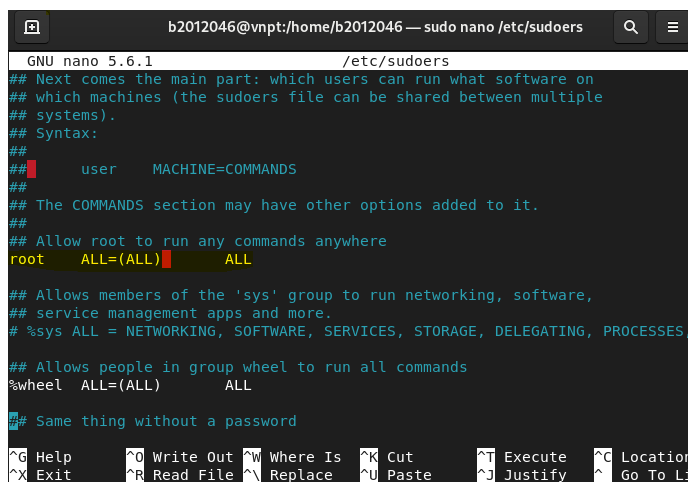 b2012046@vnpt:/home/b2012046 — sudo nano /etc/sudoers
GNU nano 5.6.1 /etc/sudoers
## Next comes the main part: which users can run what software on
## which machines (the sudoers file can be shared between multiple
## systems).
## Syntax:
##
## user MACHINE=COMMANDS
##
## The COMMANDS section may have other options added to it.
##
## Allow root to run any commands anywhere
root ALL=(ALL) ALL
## Allows members of the 'sys' group to run networking, software,
## service management apps and more.
# %sys ALL = NETWORKING, SOFTWARE, SERVICES, STORAGE, DELEGATING, PROCESSES,
## Allows people in group wheel to run all commands
%wheel ALL=(ALL) ALL
## Same thing without a password
^G Help ^O Write Out ^W Where Is ^K Cut ^T Execute ^C Location
^X Exit ^R Read File ^\ Replace ^U Paste ^J Justify ^ Go To Li